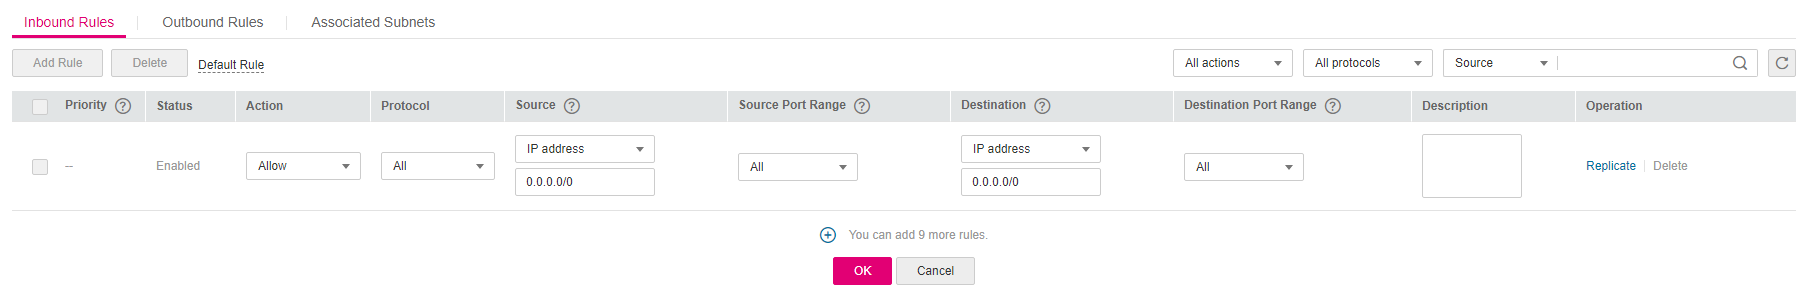 Inbound Rules Outbound Rules Associated Subnets
Add Rule Delete Default Rule All actions All protocols Source
Priority ? Status Action Protocol Source ? Source Port Range ? Destination ? Destination Port Range ? Description Operation
IP address IP address
-- Enabled Allow All All All Replicate Delete
0.0.0.0/0 0.0.0.0/0
You can add 9 more rules.
OK Cancel